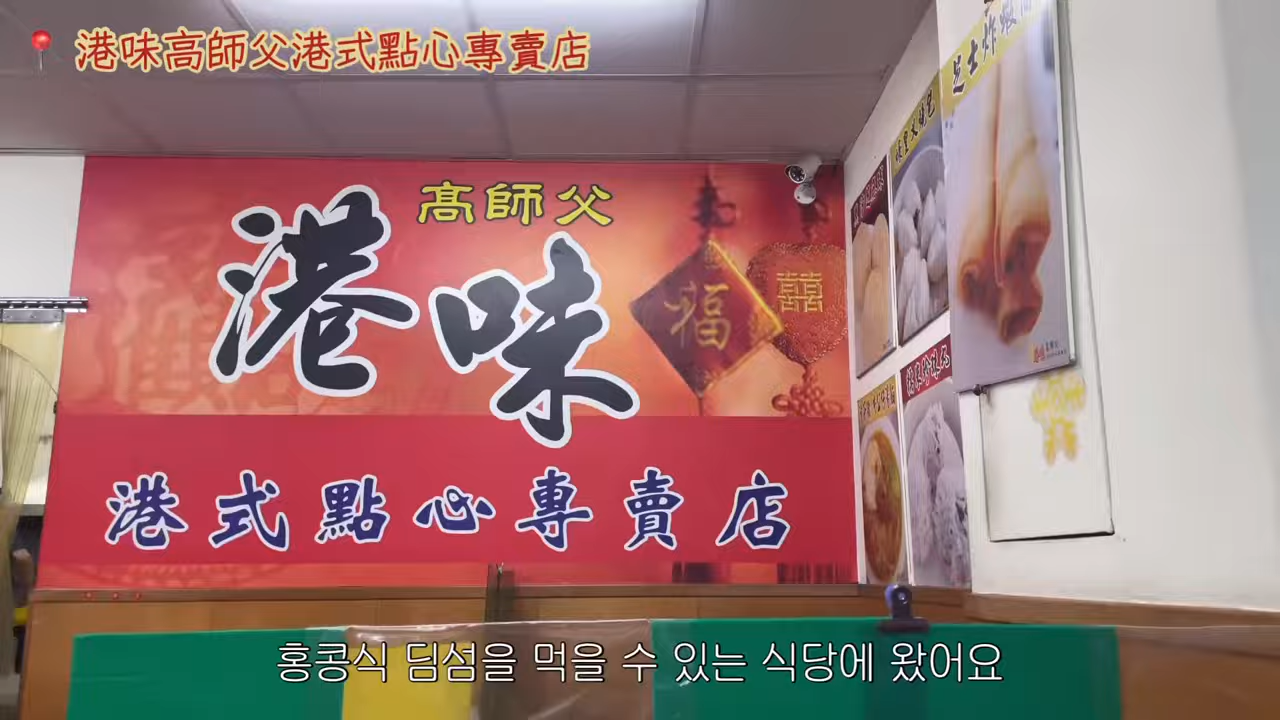 港味高師父港式點心專賣店
高師父
港味
福
囍
港式點心專賣店
홍콩식 딤섬을 먹을 수 있는 식당에 왔어요